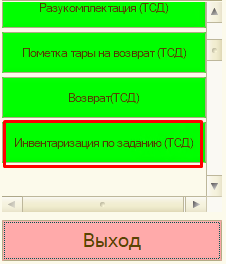 Разукомплектация (ТСД)
Пометка тары на возврат (ТСД)
Возврат(ТСД)
Инвентаризация по заданию (ТСД)
Выход